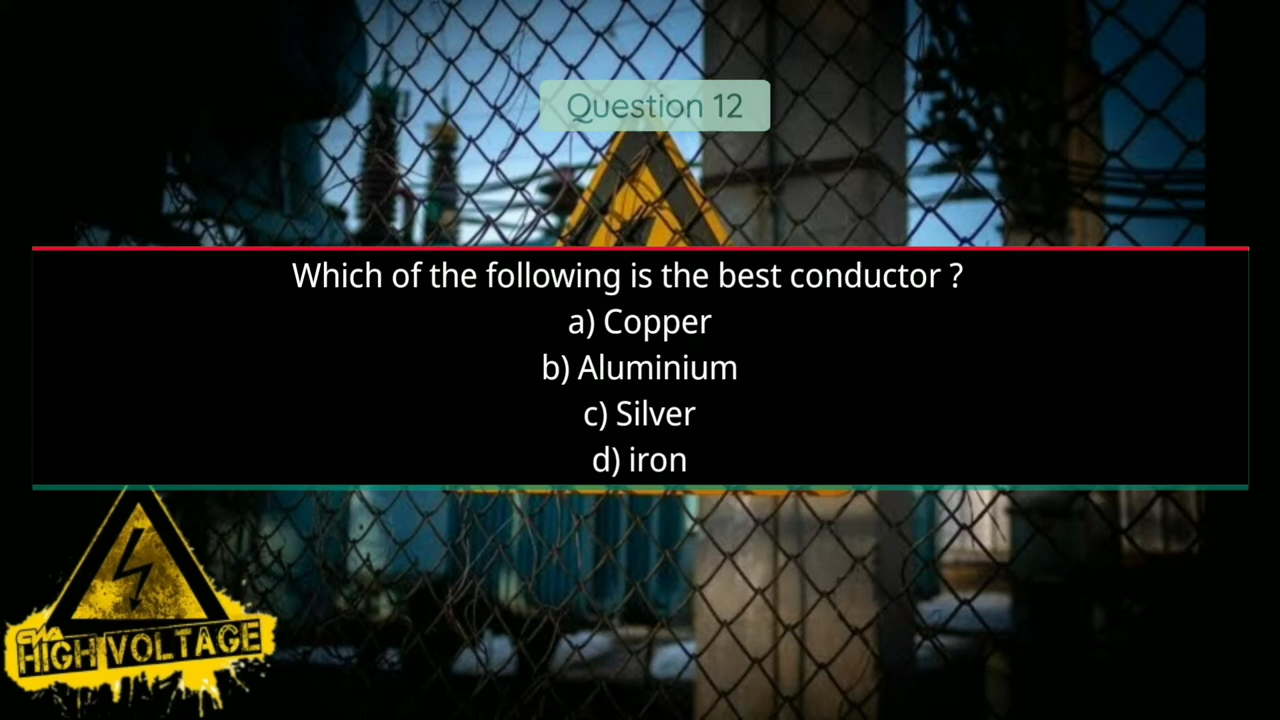 Question 12
Which of the following is the best conductor ?
a) Copper
b) Aluminium
c) Silver
d) iron
HIGH VOLTAGE